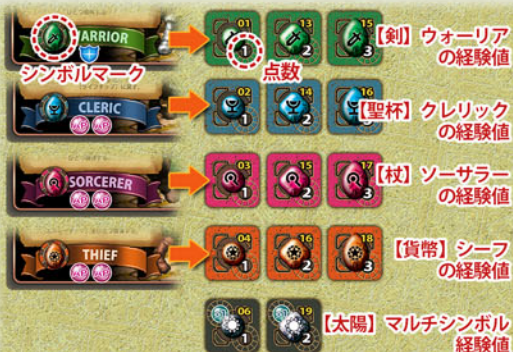 WARRIOR
シンボルマーク
01
1
13
2
15
3
点数
【剣】ウォーリア
の経験値
CLERIC
02
1
14
2
16
3
【聖杯】クレリック
の経験値
SORCERER
03
1
15
2
17
3
【杖】ソーサラー
の経験値
THIEF
04
1
16
2
18
3
【貨幣】シーフ
の経験値
06
1
19
2
【太陽】マルチシンボル
経験値